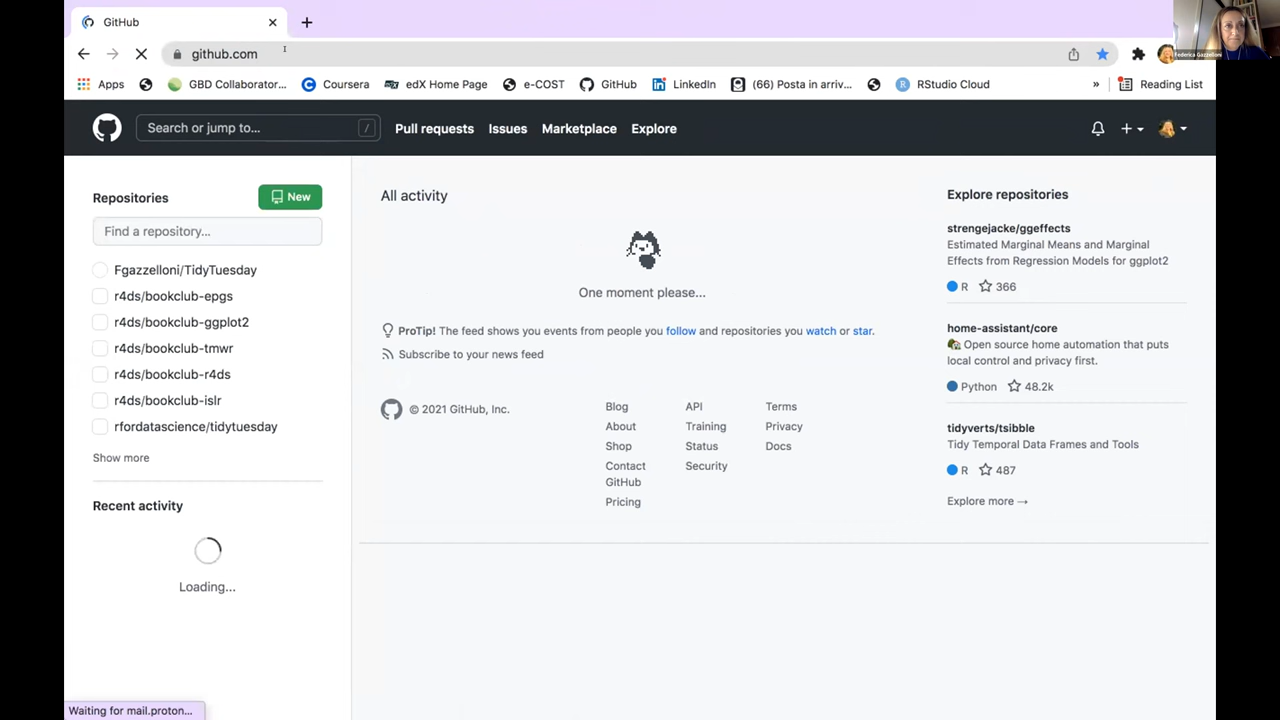 GitHub
github.com
Federica Gazzelloni
Apps
GBD Collaborator...
Coursera
edX Home Page
e-COST
GitHub
LinkedIn
(66) Posta in arriv...
RStudio Cloud
»
Reading List
Search or jump to...
/
Pull requests
Issues
Marketplace
Explore
Repositories
New
Find a repository...
Fgazzelloni/TidyTuesday
r4ds/bookclub-epgs
r4ds/bookclub-ggplot2
r4ds/bookclub-tmwr
r4ds/bookclub-r4ds
r4ds/bookclub-islr
rfordatascience/tidytuesday
Show more
Recent activity
Loading...
All activity
One moment please...
ProTip! The feed shows you events from people you follow and repositories you watch or star.
Subscribe to your news feed
© 2021 GitHub, Inc.
Blog
About
Shop
Contact
GitHub
Pricing
API
Training
Status
Security
Terms
Privacy
Docs
Explore repositories
strengejacke/ggeffects
Estimated Marginal Means and Marginal
Effects from Regression Models for ggplot2
R 366
home-assistant/core
🏡 Open source home automation that puts
local control and privacy first.
Python 48.2k
tidyverts/tsibble
Tidy Temporal Data Frames and Tools
R 487
Explore more →
Waiting for mail.proton...